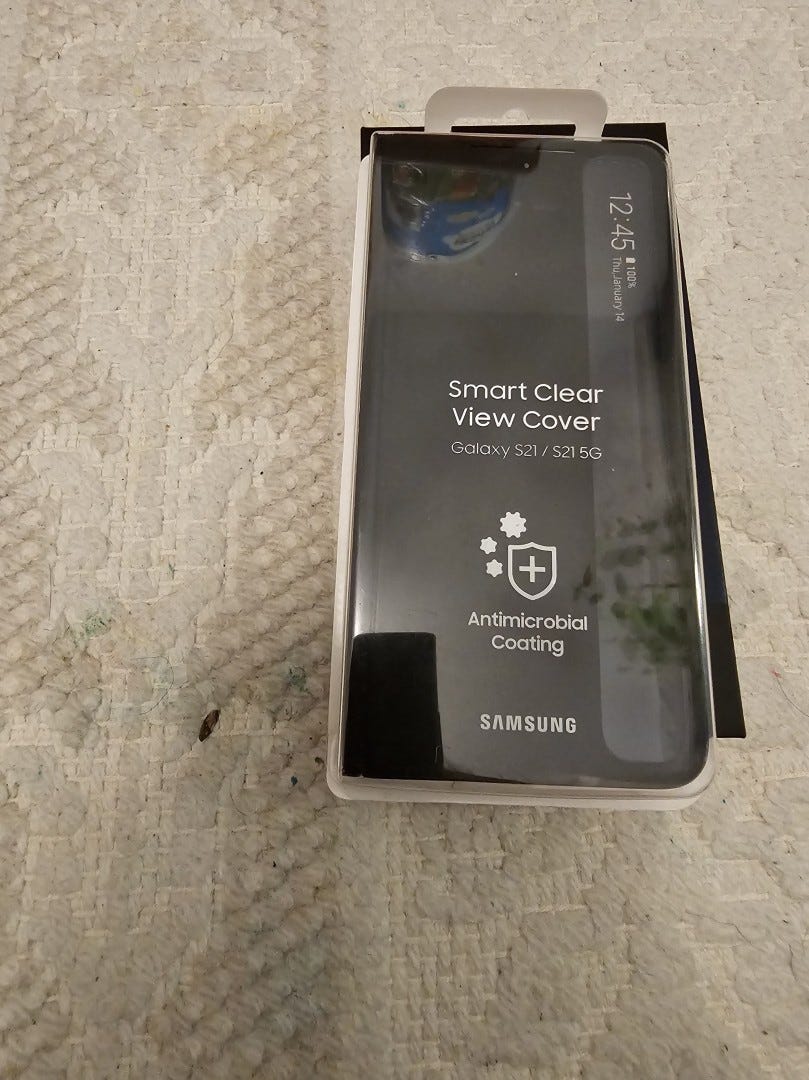 12:45
100%
Thu,January 14
Smart Clear
View Cover
Galaxy S21 / S21 5G
Antimicrobial
Coating
SAMSUNG